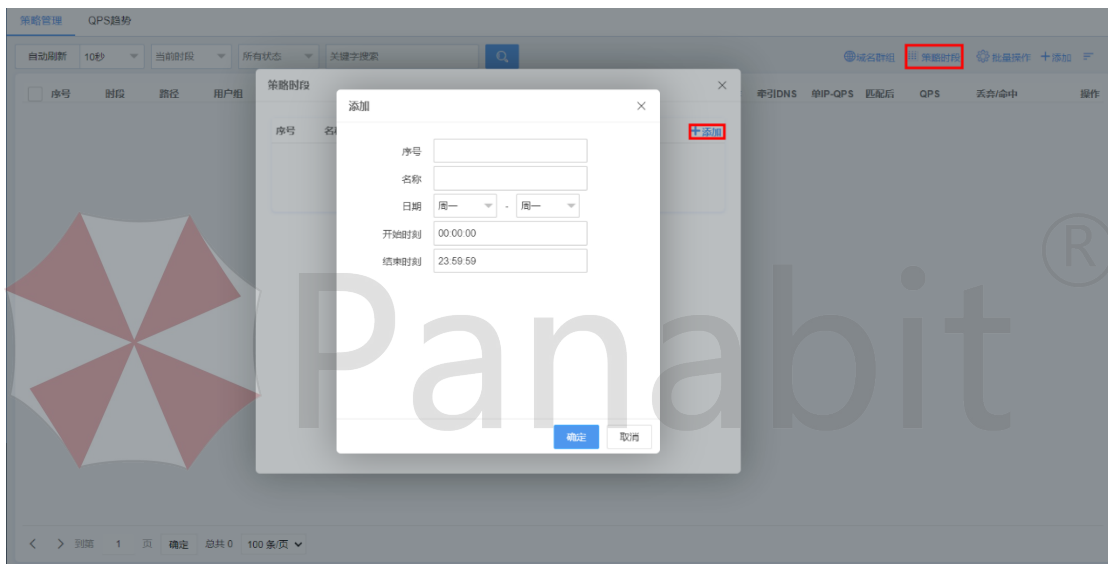 策略管理 QPS趋势
自动刷新 10秒 当前时段 所有状态 关键字搜索 域名群组 策略时段 批量操作 +添加
序号 时段 路径 用户组 牵引DNS 单IP-QPS 匹配后 QPS 丢弃/命中 操作
策略时段
序号 +添加
添加
序号
名称
日期 周一 - 周一
开始时刻 00:00:00
结束时刻 23:59:59
确定 取消
Panabit ®
到第 1 页 确定 总共 0 100 条/页